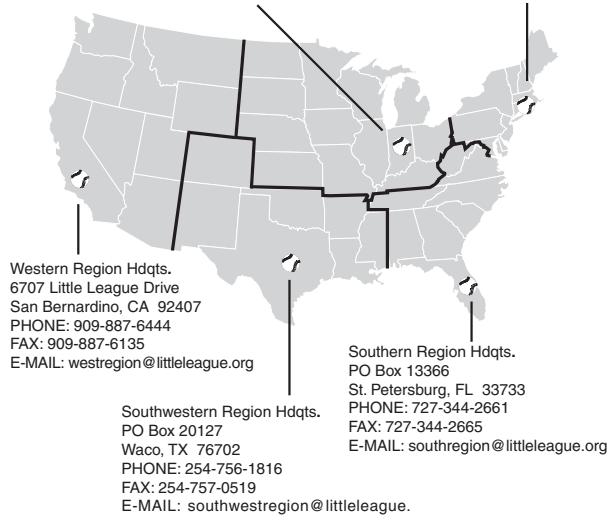 Western Region Hdqts.
6707 Little League Drive
San Bernardino, CA 92407
PHONE: 909-887-6444
FAX: 909-887-6135
E-MAIL: westregion@littleleague.org
Southwestern Region Hdqts.
PO Box 20127
Waco, TX 76702
PHONE: 254-756-1816
FAX: 254-757-0519
E-MAIL: southwestregion@littleleague.
Southern Region Hdqts.
PO Box 13366
St. Petersburg, FL 33733
PHONE: 727-344-2661
FAX: 727-344-2665
E-MAIL: southregion@littleleague.org